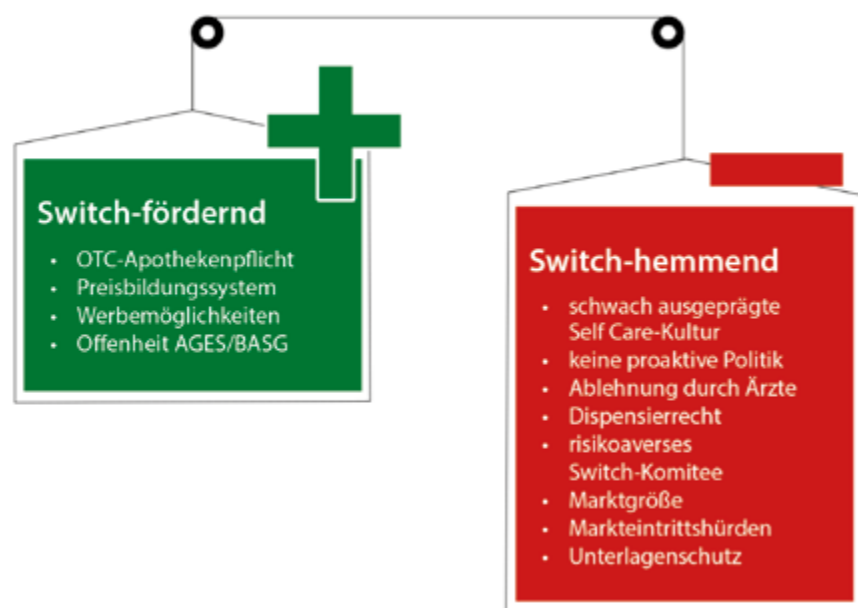 Switch-fördernd
• OTC-Apothekenpflicht
• Preisbildungssystem
• Werbemöglichkeiten
• Offenheit AGES/BASG
Switch-hemmend
• schwach ausgeprägte
Self Care-Kultur
• keine proaktive Politik
• Ablehnung durch Ärzte
• Dispensierrecht
• risikoaverses
Switch-Komitee
• Marktgröße
• Markteintrittshürden
• Unterlagenschutz